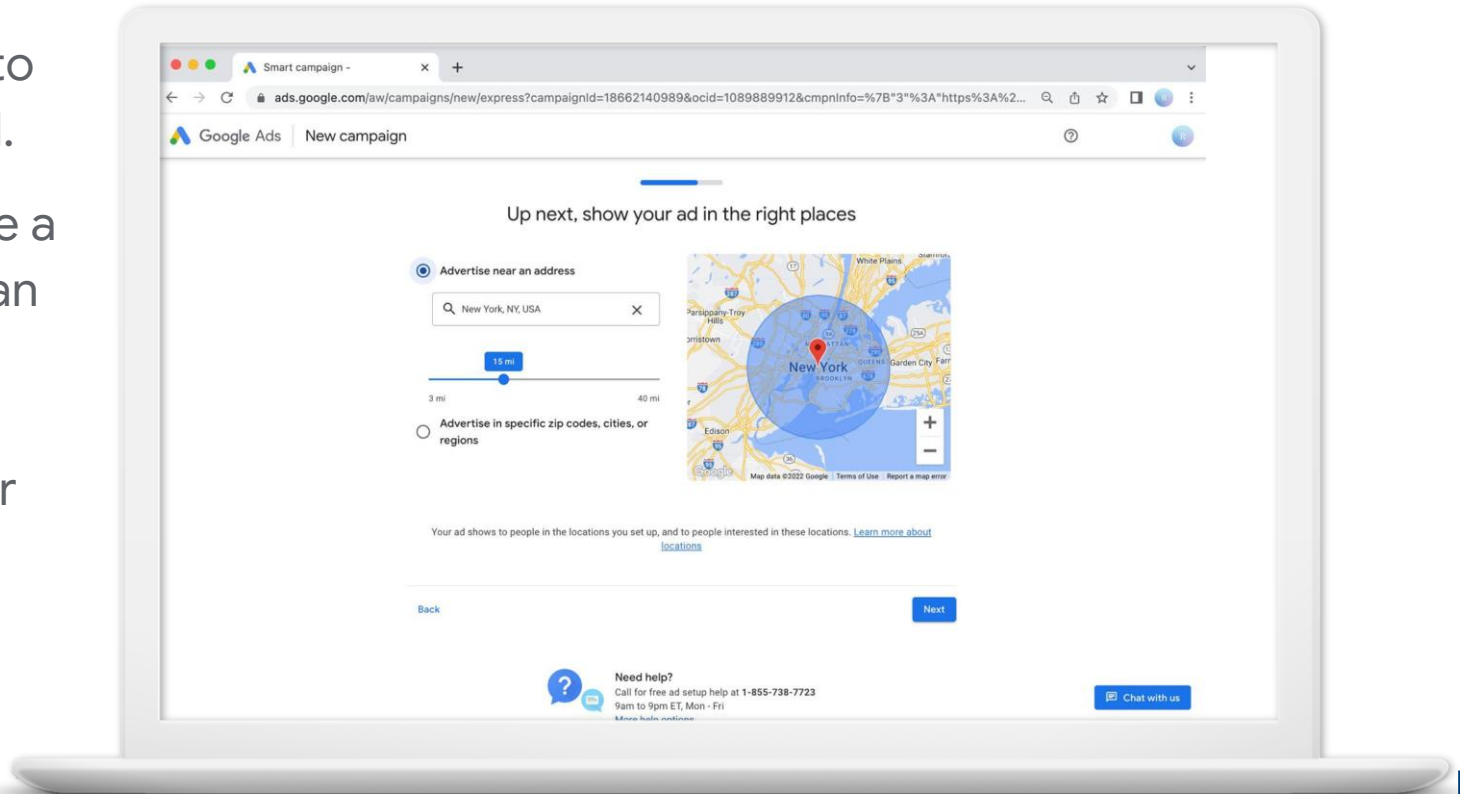 to
.
e a
an
r
Smart campaign -
ads.google.com/aw/campaigns/new/express?campaignId=18662140989&ocid=1089889912&cmpnInfo=%7B"3"%3A"https%3A%2...
Google Ads New campaign
Up next, show your ad in the right places
Advertise near an address
New York, NY, USA
15 mi
3 mi 40 mi
Advertise in specific zip codes, cities, or
regions
White Plains
Parsippany-Troy
Hills
New York
BROOKLYN
QUEENS
Garden City
Edison
Google
Map data ©2022 Google Terms of Use Report a map error
Your ad shows to people in the locations you set up, and to people interested in these locations. Learn more about
locations
Back Next
Need help?
Call for free ad setup help at 1-855-738-7723
9am to 9pm ET, Mon - Fri
More help options
Chat with us